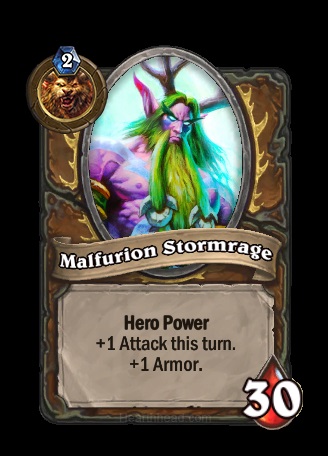 2
Malfurion Stormrage
Hero Power
+1 Attack this turn.
+1 Armor.
30